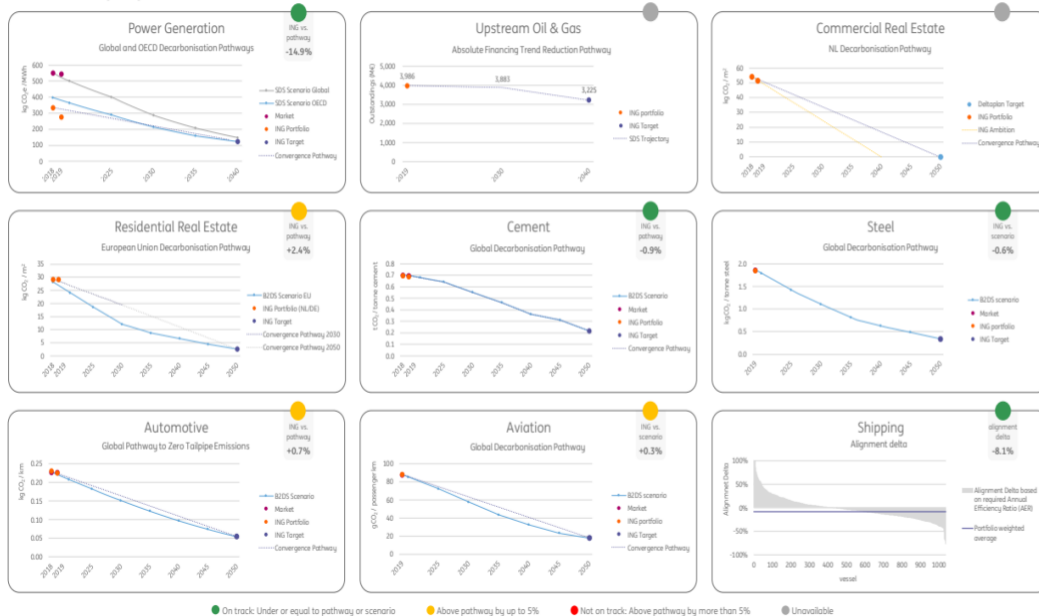 Power Generation
Global and OECD Decarbonisation Pathways
ING vs.
pathway
-14.9%
kg CO₂e /MWh
600
500
400
300
200
100
0
2018
2019
2025
2030
2035
2040
SDS Scenario Global
SDS Scenario OECD
Market
ING Portfolio
ING Target
Convergence Pathway
Upstream Oil & Gas
Absolute Financing Trend Reduction Pathway
Outstandings (M€)
5,000
4,000
3,000
2,000
1,000
0
3,986
3,883
3,225
2019
2030
2040
ING portfolio
ING Target
SDS Trajectory
Commercial Real Estate
NL Decarbonisation Pathway
kg CO₂ / m²
60
50
40
30
20
10
0
2018
2019
2025
2030
2035
2040
2045
2050
Deltaplan Target
ING Portfolio
ING Ambition
Convergence Pathway
Residential Real Estate
European Union Decarbonisation Pathway
ING vs.
pathway
+2.4%
kg CO₂ / m²
35
30
25
20
15
10
5
0
2018
2019
2025
2030
2035
2040
2045
2050
B2DS Scenario EU
ING Portfolio (NL|DE)
ING Target
Convergence Pathway 2030
Convergence Pathway 2050
Cement
Global Decarbonisation Pathway
ING vs.
pathway
-0.9%
t CO₂ / tonne cement
0.8
0.7
0.6
0.5
0.4
0.3
0.2
0.1
0.0
2018
2019
2025
2030
2035
2040
2045
2050
B2DS Scenario
Market
ING Portfolio
ING Target
Convergence Pathway
Steel
Global Decarbonisation Pathway
ING vs.
scenario
-0.6%
kg CO₂ / tonne steel
2.0
1.5
1.0
0.5
0.0
2019
2025
2030
2035
2040
2045
2050
B2DS scenario
Market
ING portfolio
ING Target
Automotive
Global Pathway to Zero Tailpipe Emissions
ING vs.
pathway
+0.7%
kg CO₂ / km
0.25
0.20
0.15
0.10
0.05
0.00
2018
2019
2025
2030
2035
2040
2045
2050
B2DS Scenario
Market
ING Portfolio
ING Target
Convergence Pathway
Aviation
Global Decarbonisation Pathway
ING vs.
scenario
+0.3%
g CO₂ / passenger km
100
80
60
40
20
0
2019
2025
2030
2035
2040
2045
2050
B2DS scenario
Market
ING portfolio
ING Target
Convergence Pathway
Shipping
Alignment delta
alignment
delta
-8.1%
Alignmnet Delta
100%
50%
0%
-50%
-100%
0
100
200
300
400
500
600
700
800
900
1000
vessel
Alignment Delta based
on required Annual
Efficiency Ratio (AER)
Portfolio weighted
average
On track: Under or equal to pathway or scenario
Above pathway by up to 5%
Not on track: Above pathway by more than 5%
Unavailable